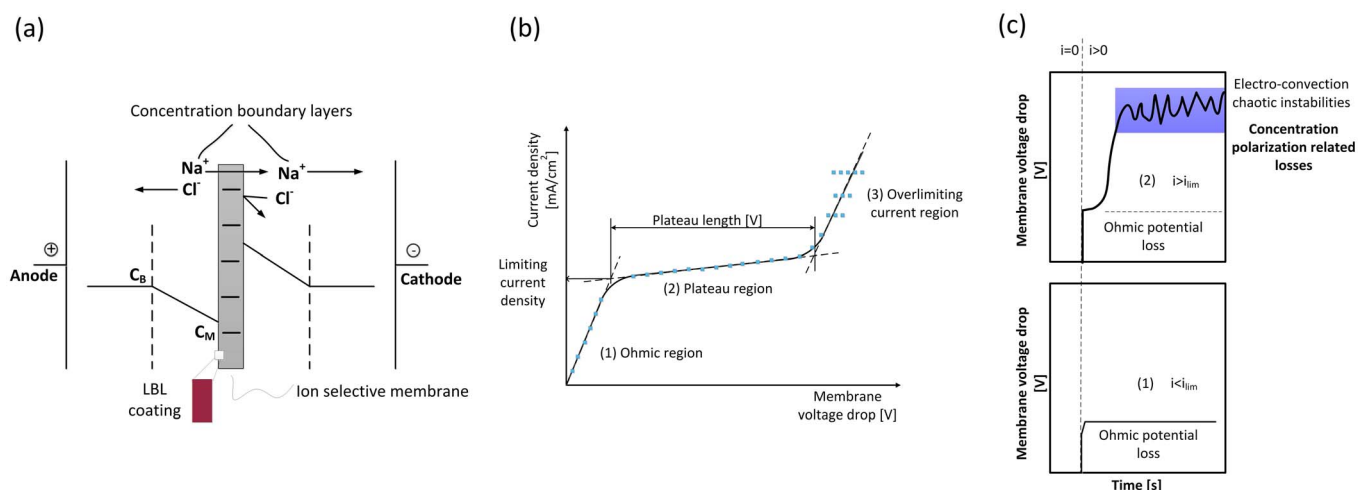 (a)
Concentration boundary layers
Na+
Na+
Cl-
Cl-
+
Anode
-
Cathode
CB
CM
LBL
coating
Ion selective membrane
(b)
Current density
[mA/cm2]
Plateau length [V]
(3) Overlimiting
current region
Limiting
current
density
(2) Plateau region
(1) Ohmic region
Membrane
voltage drop [V]
(c)
i=0
i>0
Membrane voltage drop
[V]
Electro-convection
chaotic instabilities
Concentration
polarization related
losses
(2) i>ilim
Ohmic potential
loss
Membrane voltage drop
[V]
(1) i<ilim
Ohmic potential
loss
Time [s]